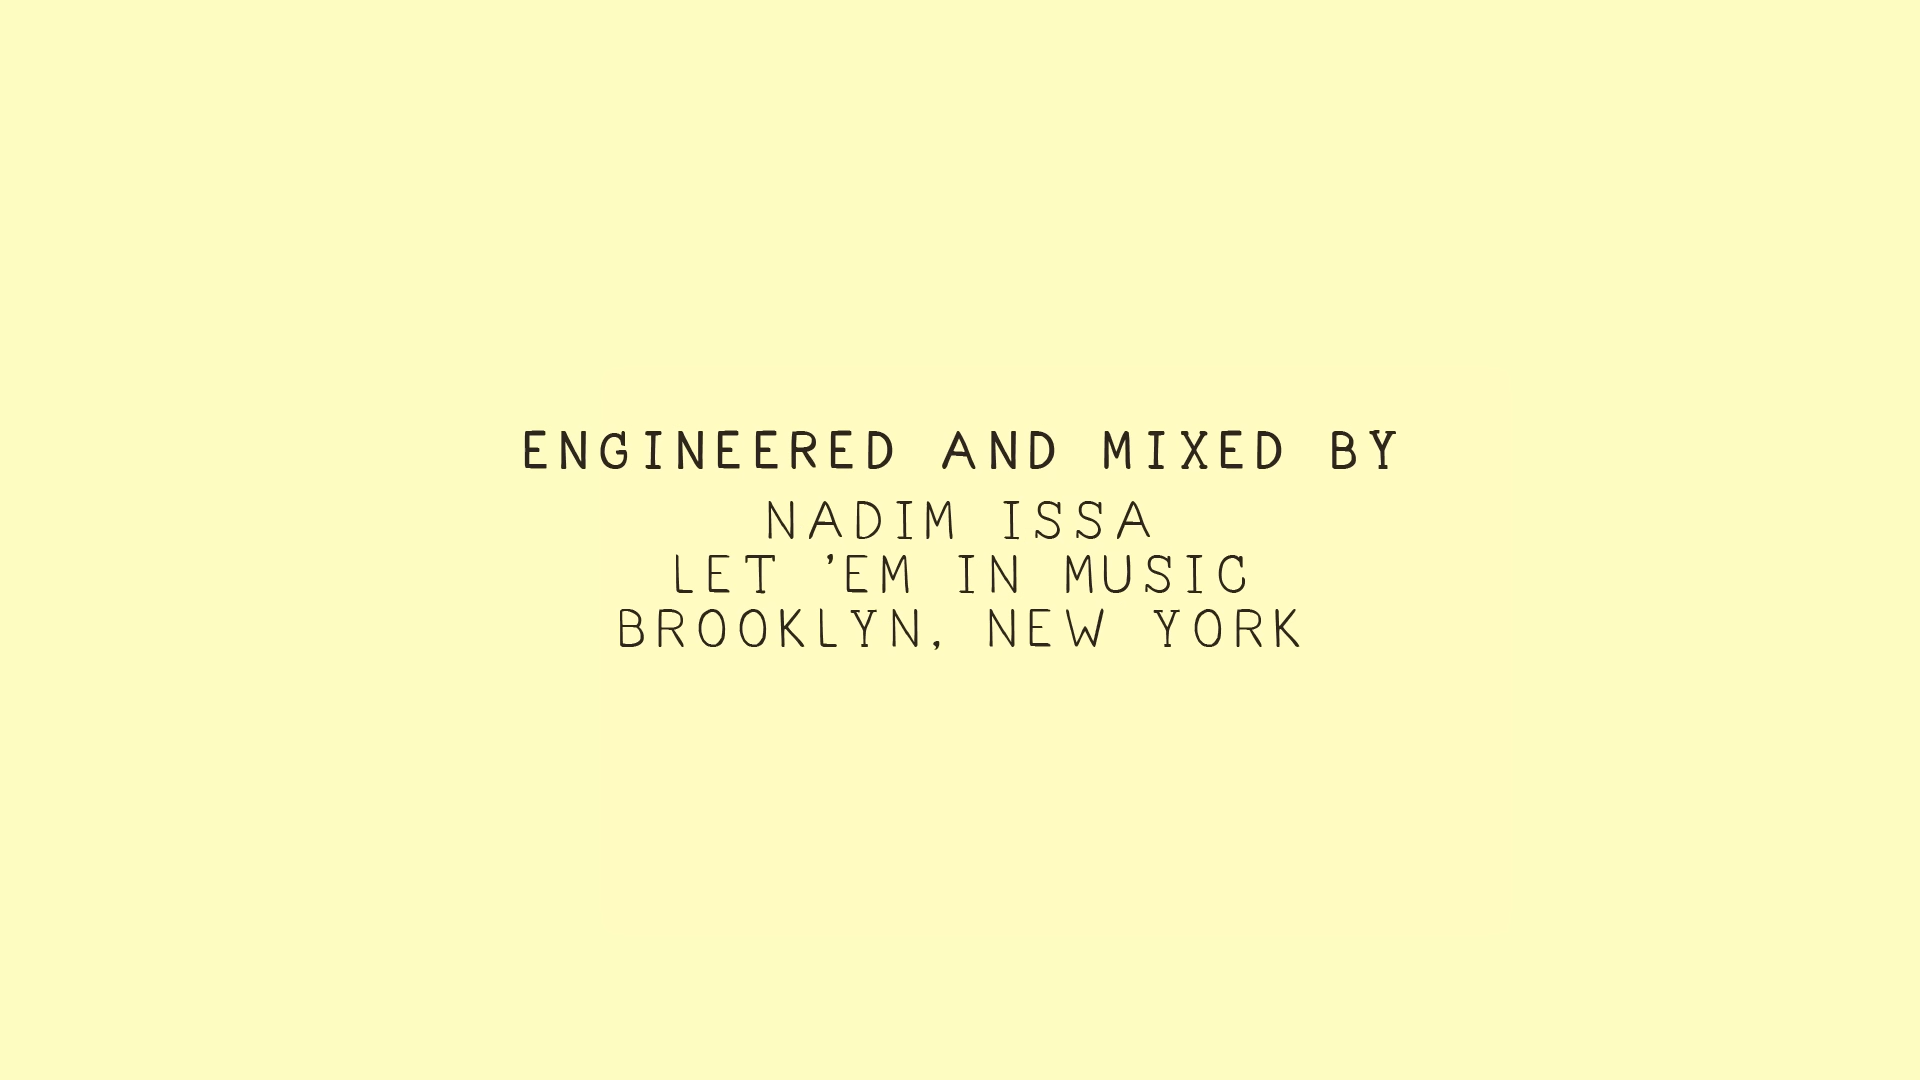 ENGINEERED AND MIXED BY
NADIM ISSA
LET 'EM IN MUSIC
BROOKLYN, NEW YORK